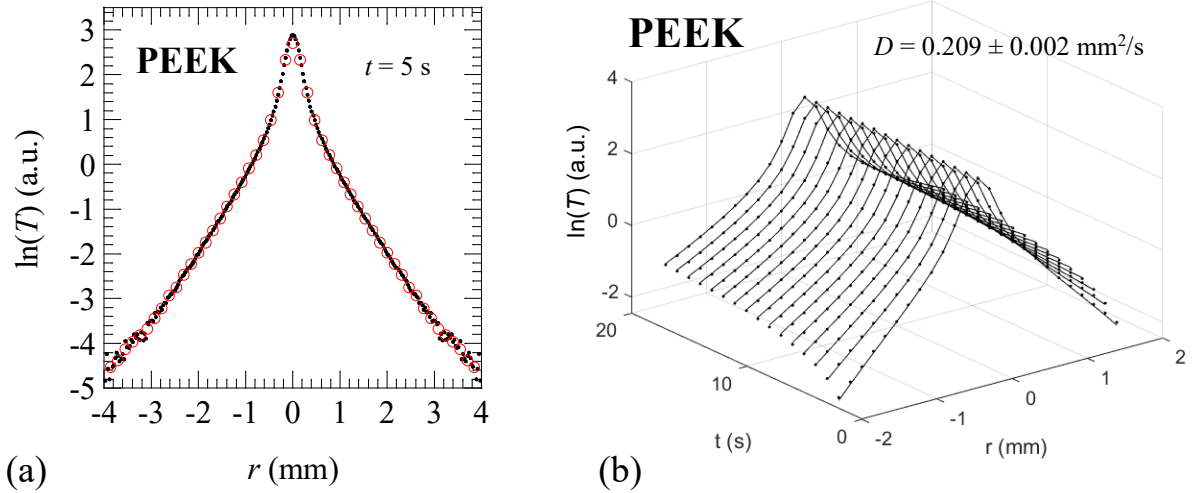 PEEK
t = 5 s
3
2
1
0
-1
-2
-3
-4
-5
ln(T) (a.u.)
-4 -3 -2 -1 0 1 2 3 4
r (mm)
(a)
PEEK
D = 0.209 ± 0.002 mm²/s
4
2
0
-2
ln(T) (a.u.)
20
10
0
t (s)
-2
-1
0
1
2
r (mm)
(b)